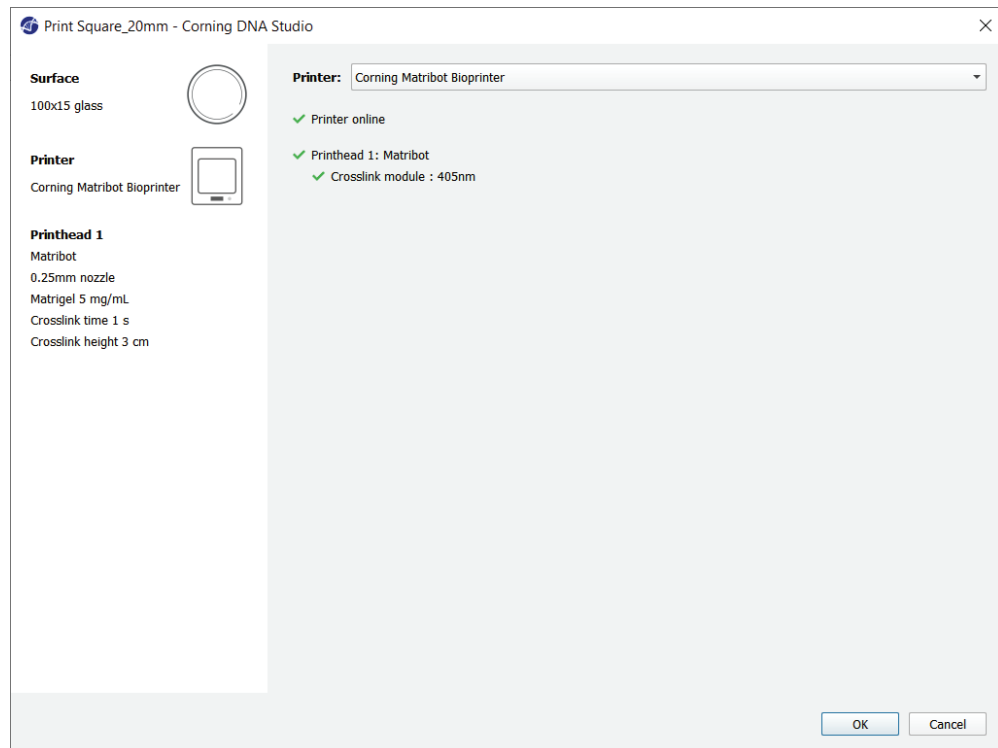 Print Square_20mm - Corning DNA Studio
Surface
100x15 glass
Printer
Corning Matribot Bioprinter
Printhead 1
Matribot
0.25mm nozzle
Matrigel 5 mg/mL
Crosslink time 1 s
Crosslink height 3 cm
Printer: Corning Matribot Bioprinter
Printer online
Printhead 1: Matribot
Crosslink module : 405nm
OK Cancel